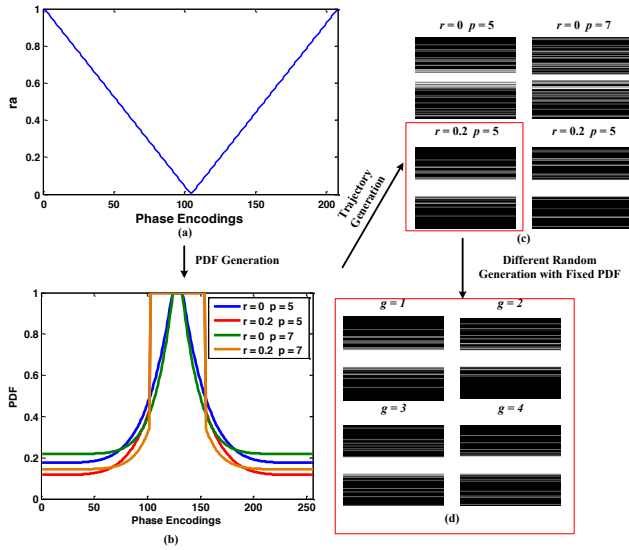 1
0.8
0.6
0.4
0.2
0
ra
0 50 100 150 200
Phase Encodings
(a)
PDF Generation
Trajectory
Generation
r = 0 p = 5
r = 0 p = 7
r = 0.2 p = 5
r = 0.2 p = 5
(c)
Different Random
Generation with Fixed PDF
1
0.8
0.6
0.4
0.2
0
PDF
r = 0 p = 5
r = 0.2 p = 5
r = 0 p = 7
r = 0.2 p = 7
0 50 100 150 200 250
Phase Encodings
(b)
g = 1
g = 2
g = 3
g = 4
(d)